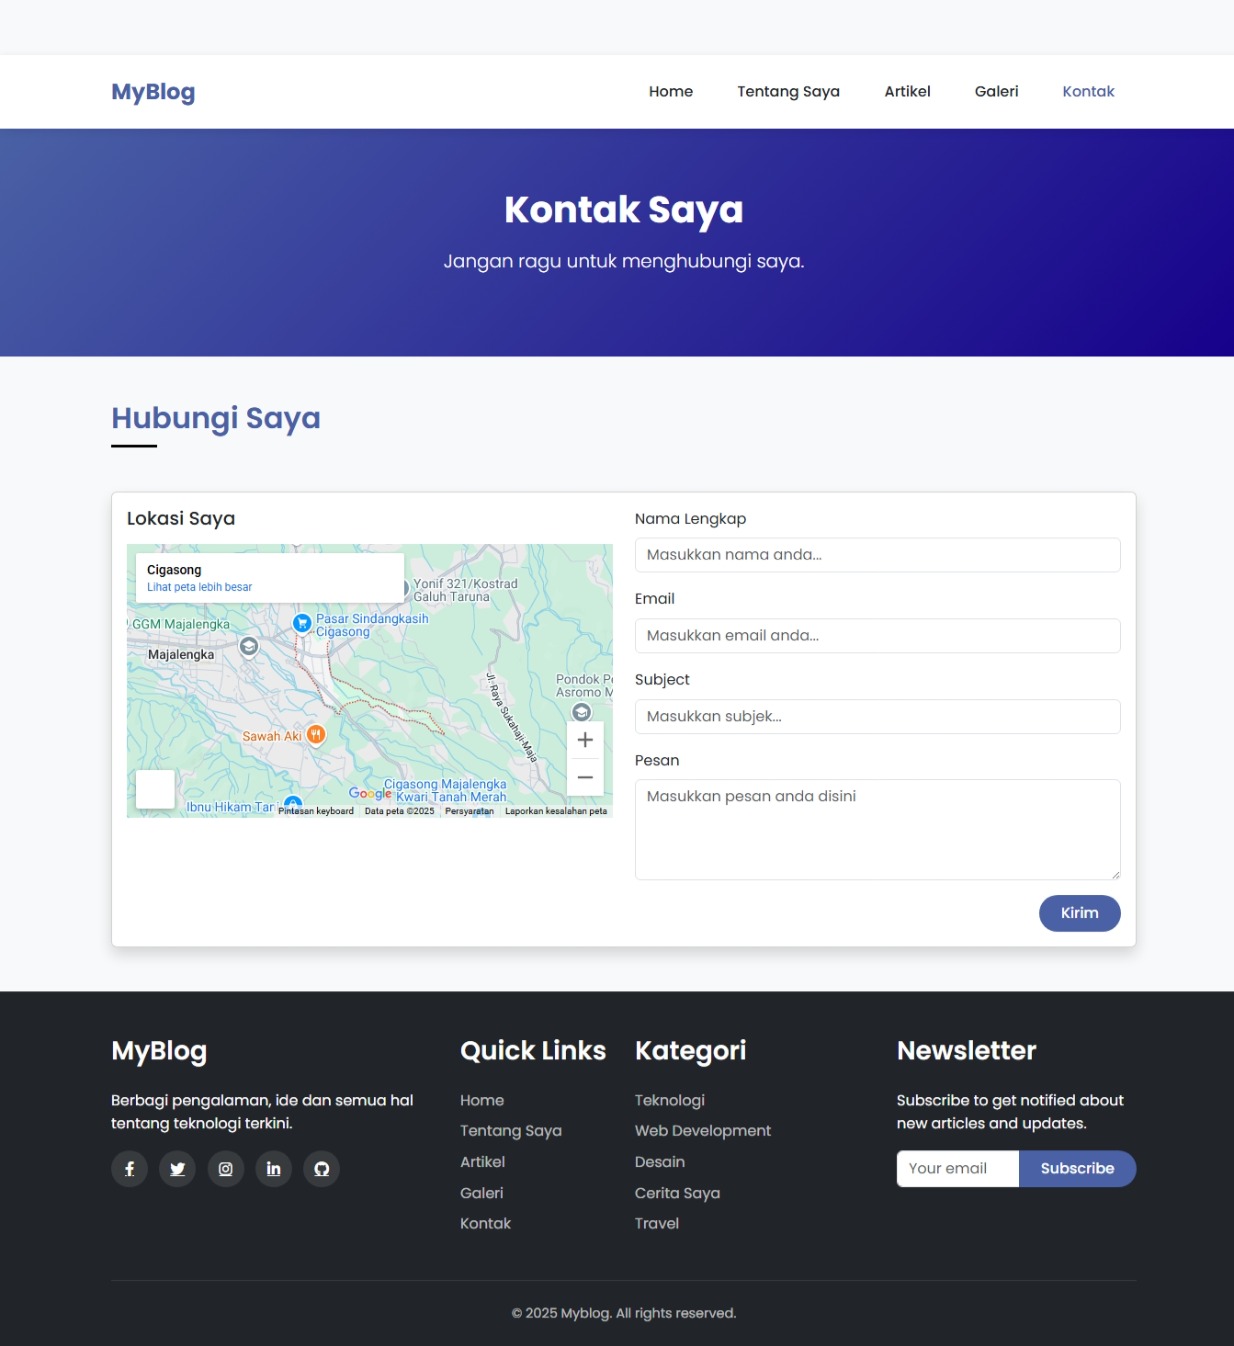 MyBlog
Home
Tentang Saya
Artikel
Galeri
Kontak
Kontak Saya
Jangan ragu untuk menghubungi saya.
Hubungi Saya
Lokasi Saya
Cigasong
Lihat peta lebih besar
Yonif 321/Kostrad
Galuh Taruna
GGM Majalengka
Pasar Sindangkasih
Cigasong
Majalengka
Pondok
Asromo
Jl. Raya Sukahaji-Maja
Sawah Aki
Cigasong Majalengka
Kwari Tanah Merah
Google
Ibnu Hikam
Pintasan keyboard
Data peta ©2025
Persyaratan
Laporkan kesalahan peta
Nama Lengkap
Masukkan nama anda...
Email
Masukkan email anda...
Subject
Masukkan subjek...
Pesan
Masukkan pesan anda disini
Kirim
MyBlog
Berbagi pengalaman, ide dan semua hal
tentang teknologi terkini.
Quick Links
Home
Tentang Saya
Artikel
Galeri
Kontak
Kategori
Teknologi
Web Development
Desain
Cerita Saya
Travel
Newsletter
Subscribe to get notified about
new articles and updates.
Your email
Subscribe
© 2025 Myblog. All rights reserved.